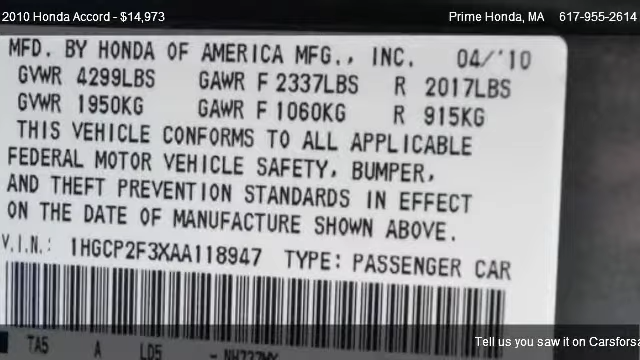 2010 Honda Accord - $14,973 Prime Honda, MA 617-955-2614
MFD. BY HONDA OF AMERICA MFG., INC. 04/'10
GVWR 4299LBS GAWR F 2337LBS R 2017LBS
GVWR 1950KG GAWR F 1060KG R 915KG
THIS VEHICLE CONFORMS TO ALL APPLICABLE
FEDERAL MOTOR VEHICLE SAFETY, BUMPER,
AND THEFT PREVENTION STANDARDS IN EFFECT
ON THE DATE OF MANUFACTURE SHOWN ABOVE.
V.I.N.: 1HGCP2F3XAA118947 TYPE: PASSENGER CAR
Tell us you saw it on Carsforsa
TA5 A LD5